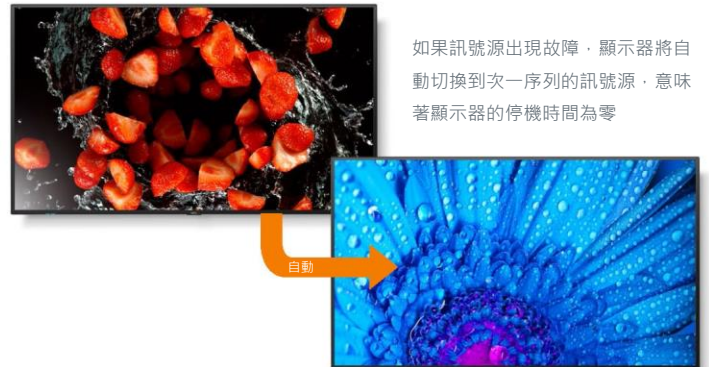 如果訊號源出現故障，顯示器將自
動切換到次一序列的訊號源，意味
著顯示器的停機時間為零
自動